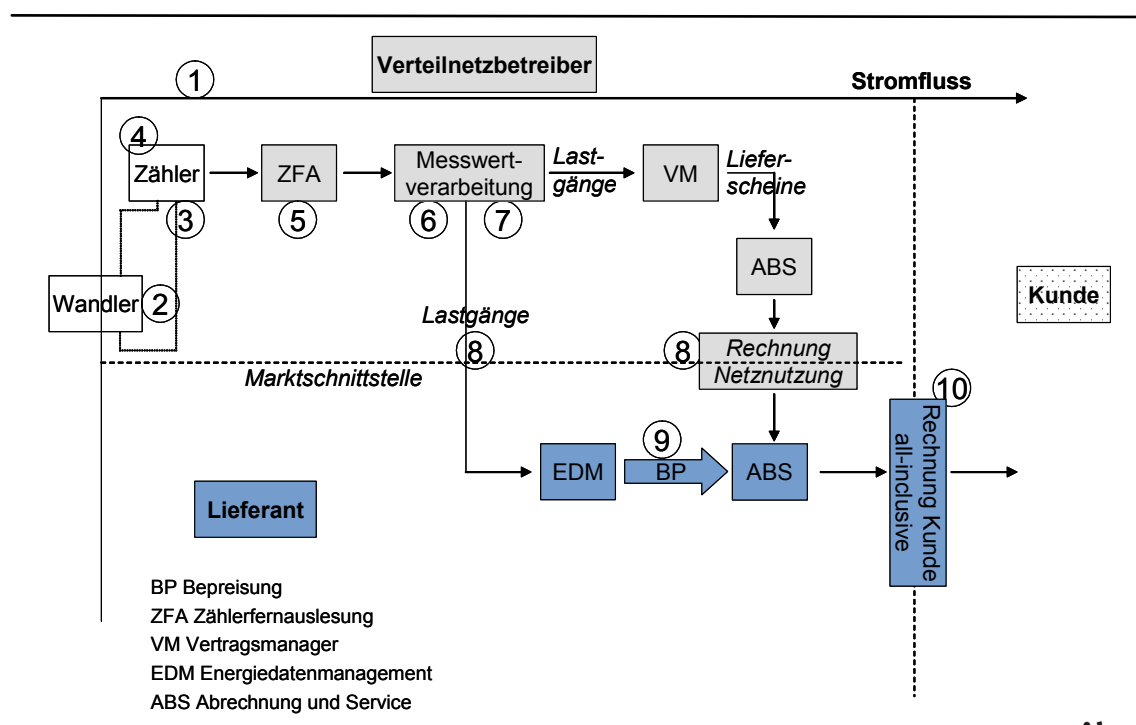 Verteilnetzbetreiber
1
Stromfluss
4
Zähler
3
ZFA
5
Messwert-
verarbeitung
6
7
Last-
gänge
VM
Liefer-
scheine
ABS
Wandler
2
Kunde
Lastgänge
8
8
Rechnung
Netznutzung
Marktschnittstelle
10
Rechnung Kunde
all-inclusive
9
EDM
BP
ABS
Lieferant
BP Bepreisung
ZFA Zählerfernauslesung
VM Vertragsmanager
EDM Energiedatenmanagement
ABS Abrechnung und Service